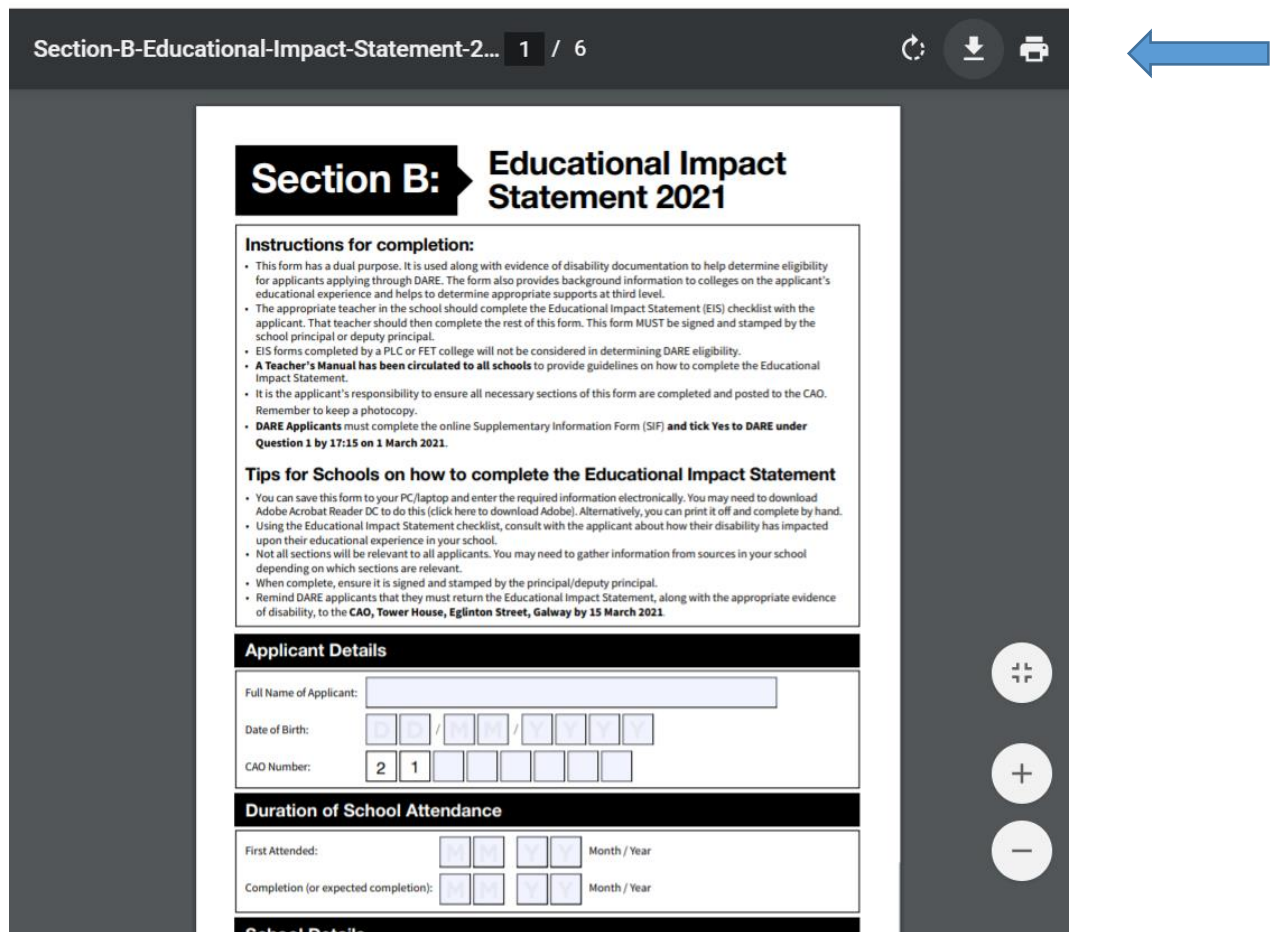 Section-B-Educational-Impact-Statement-2... 1 / 6
Section B:
Educational Impact
Statement 2021
Instructions for completion:
• This form has a dual purpose. It is used along with evidence of disability documentation to help determine eligibility
for applicants applying through DARE. The form also provides background information to colleges on the applicant's
educational experience and helps to determine appropriate supports at third level.
• The appropriate teacher in the school should complete the Educational Impact Statement (EIS) checklist with the
applicant. That teacher should then complete the rest of this form. This form MUST be signed and stamped by the
school principal or deputy principal.
• EIS forms completed by a PLC or FET college will not be considered in determining DARE eligibility.
• A Teacher's Manual has been circulated to all schools to provide guidelines on how to complete the Educational
Impact Statement.
• It is the applicant's responsibility to ensure all necessary sections of this form are completed and posted to the CAO.
Remember to keep a photocopy.
• DARE Applicants must complete the online Supplementary Information Form (SIF) and tick Yes to DARE under
Question 1 by 17:15 on 1 March 2021.
Tips for Schools on how to complete the Educational Impact Statement
• You can save this form to your PC/laptop and enter the required information electronically. You may need to download
Adobe Acrobat Reader DC to do this (click here to download Adobe). Alternatively, you can print it off and complete by hand.
• Using the Educational Impact Statement checklist, consult with the applicant about how their disability has impacted
upon their educational experience in your school.
• Not all sections will be relevant to all applicants. You may need to gather information from sources in your school
depending on which sections are relevant.
• When complete, ensure it is signed and stamped by the principal/deputy principal.
• Remind DARE applicants that they must return the Educational Impact Statement, along with the appropriate evidence
of disability, to the CAO, Tower House, Eglinton Street, Galway by 15 March 2021.
Applicant Details
Full Name of Applicant:
Date of Birth: D D / M M / Y Y Y Y
CAO Number: 2 1
Duration of School Attendance
First Attended: M M Y Y Month / Year
Completion (or expected completion): M M Y Y Month / Year
School Details